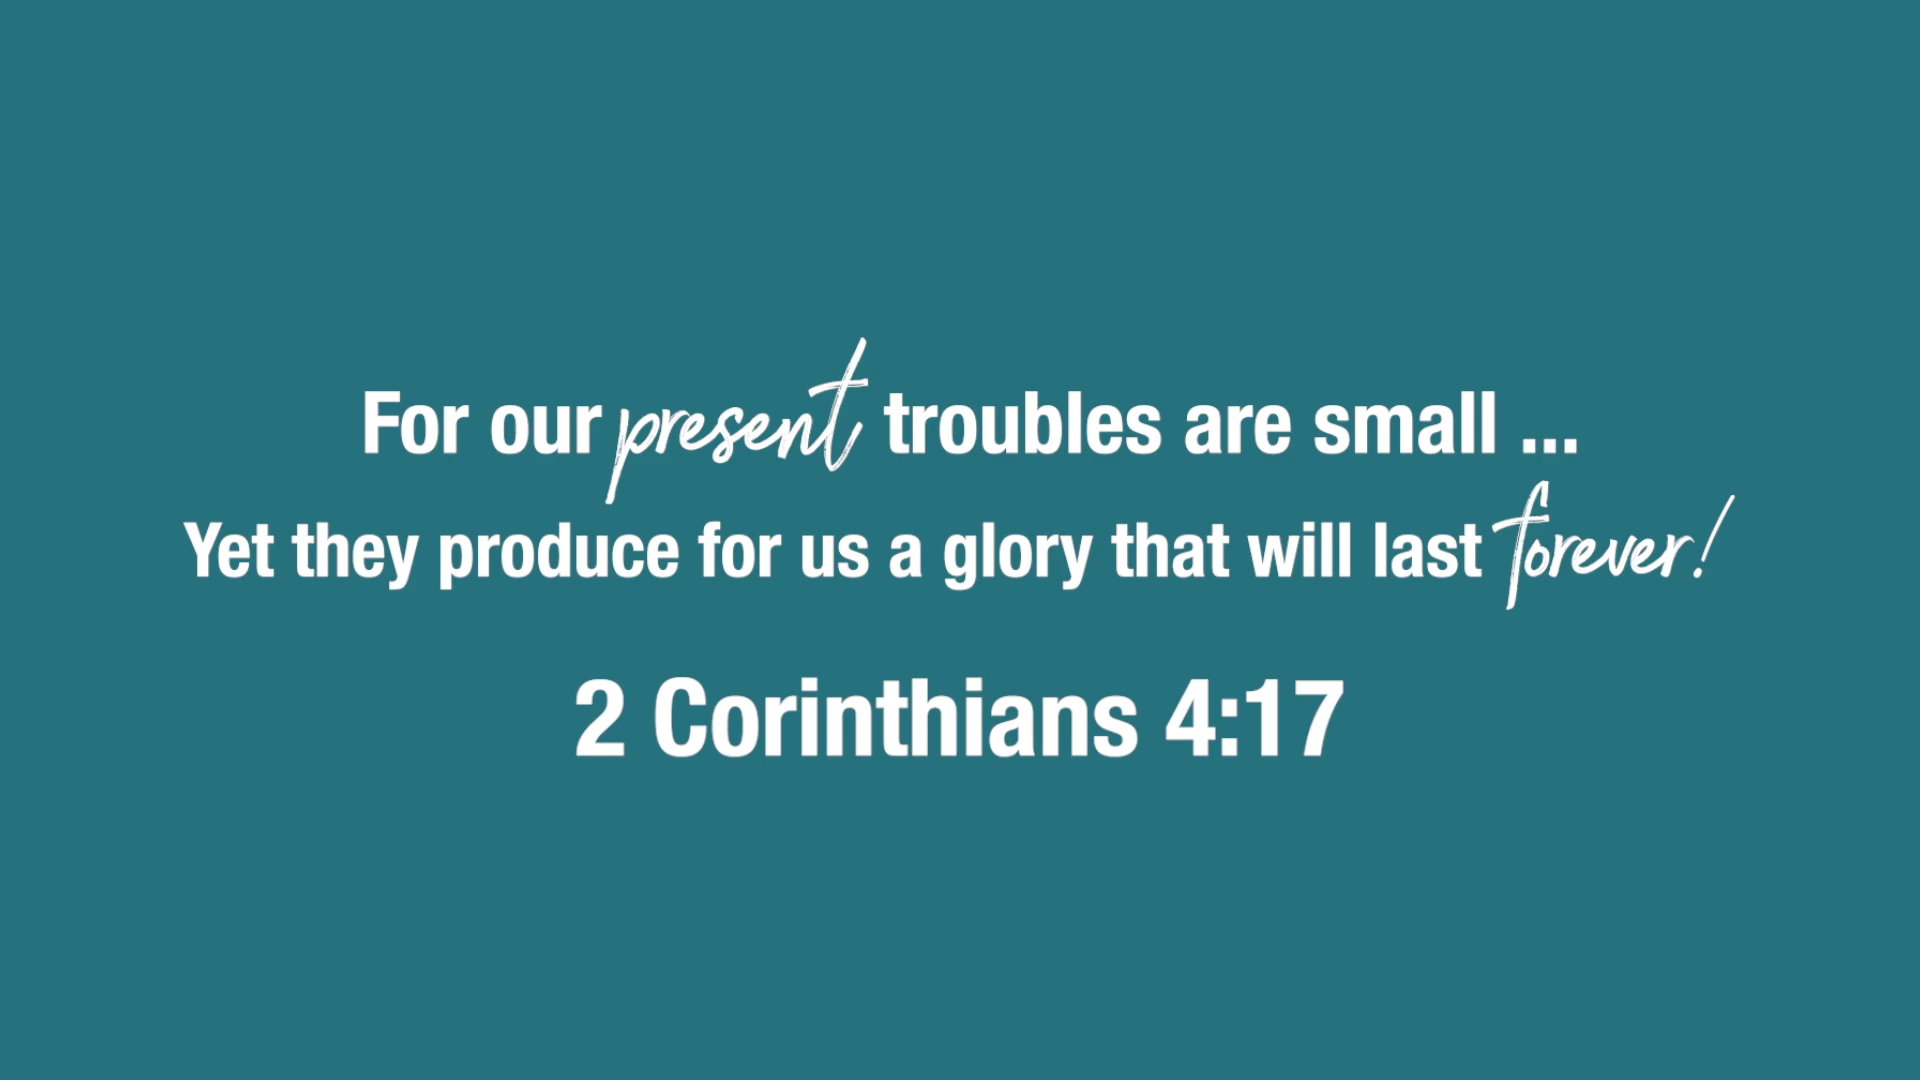 For our present troubles are small ...
Yet they produce for us a glory that will last forever!
2 Corinthians 4:17